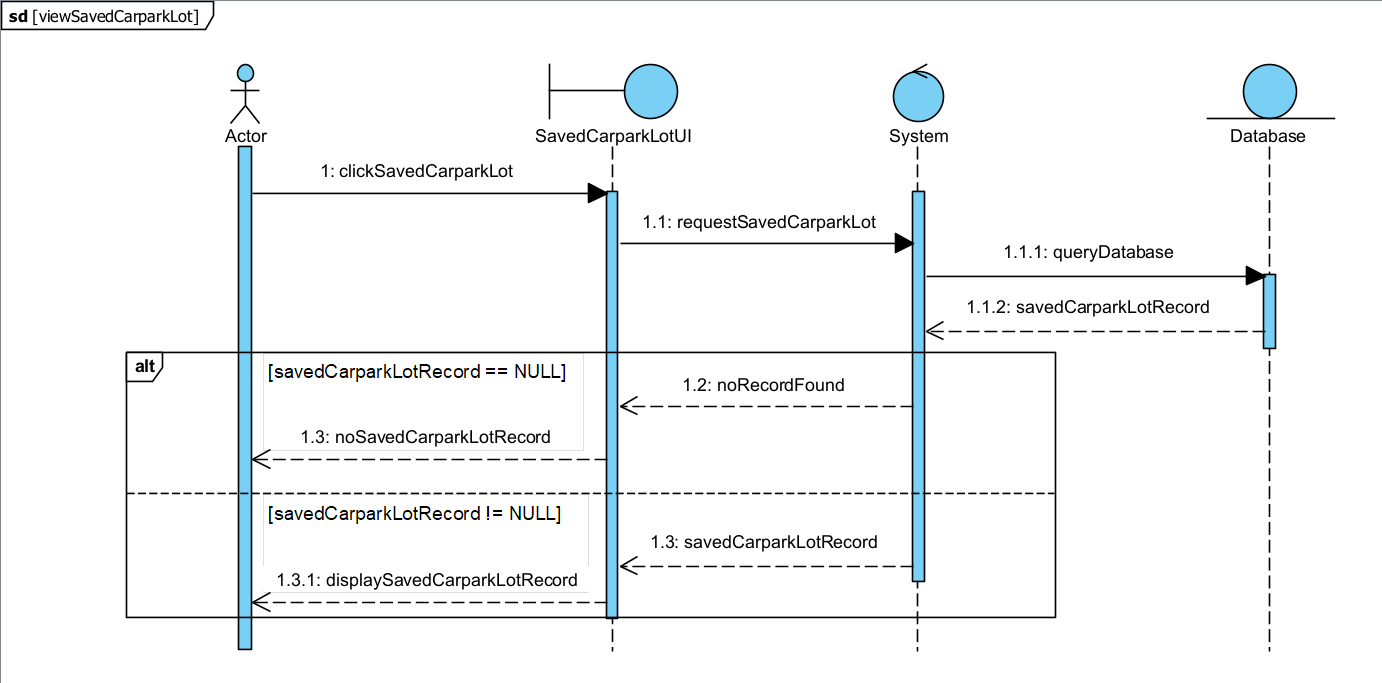 sd [viewSavedCarparkLot]
Actor
SavedCarparkLotUI
System
Database
1: clickSavedCarparkLot
1.1: requestSavedCarparkLot
1.1.1: queryDatabase
1.1.2: savedCarparkLotRecord
alt
[savedCarparkLotRecord == NULL]
1.2: noRecordFound
1.3: noSavedCarparkLotRecord
[savedCarparkLotRecord != NULL]
1.3: savedCarparkLotRecord
1.3.1: displaySavedCarparkLotRecord